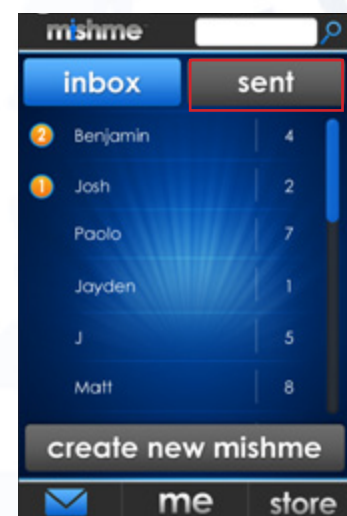 mishme
inbox sent
2 Benjamin 4
1 Josh 2
Paolo 7
Jayden 1
J 5
Matt 8
create new mishme
me store